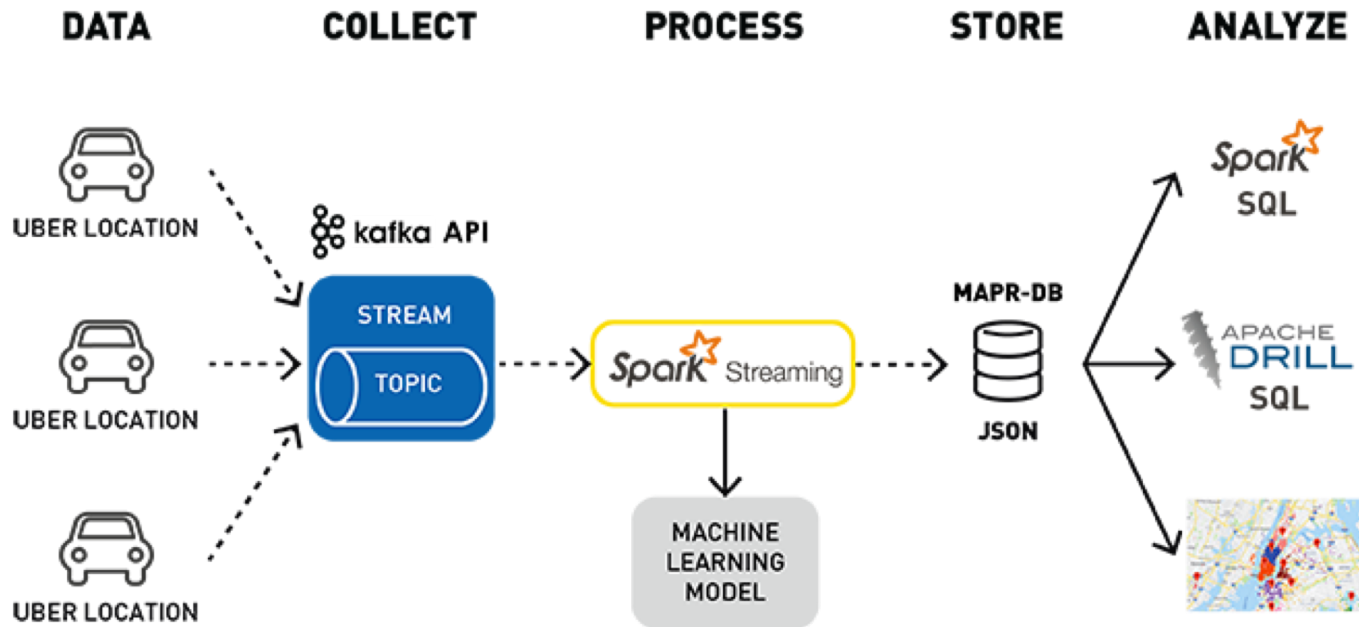 DATA
COLLECT
PROCESS
STORE
ANALYZE
UBER LOCATION
UBER LOCATION
UBER LOCATION
kafka API
STREAM
TOPIC
Spark Streaming
MACHINE
LEARNING
MODEL
MAPR-DB
JSON
Spark
SQL
APACHE
DRILL
SQL